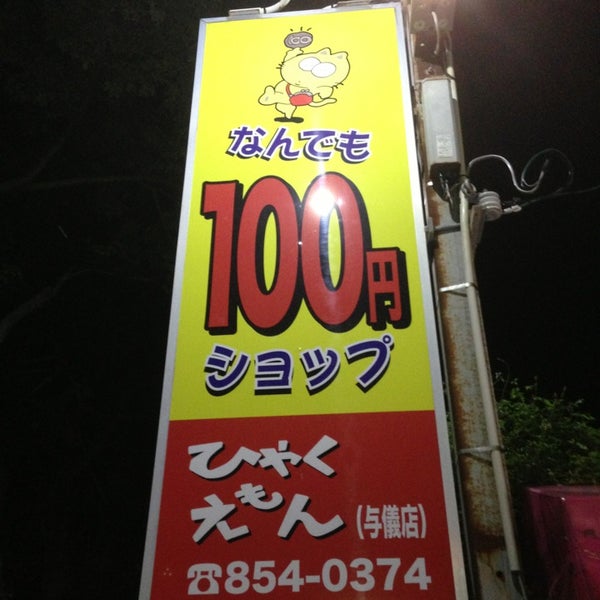 なんでも
100円
ショップ
ひゃく
えもん(与儀店)
☎854-0374